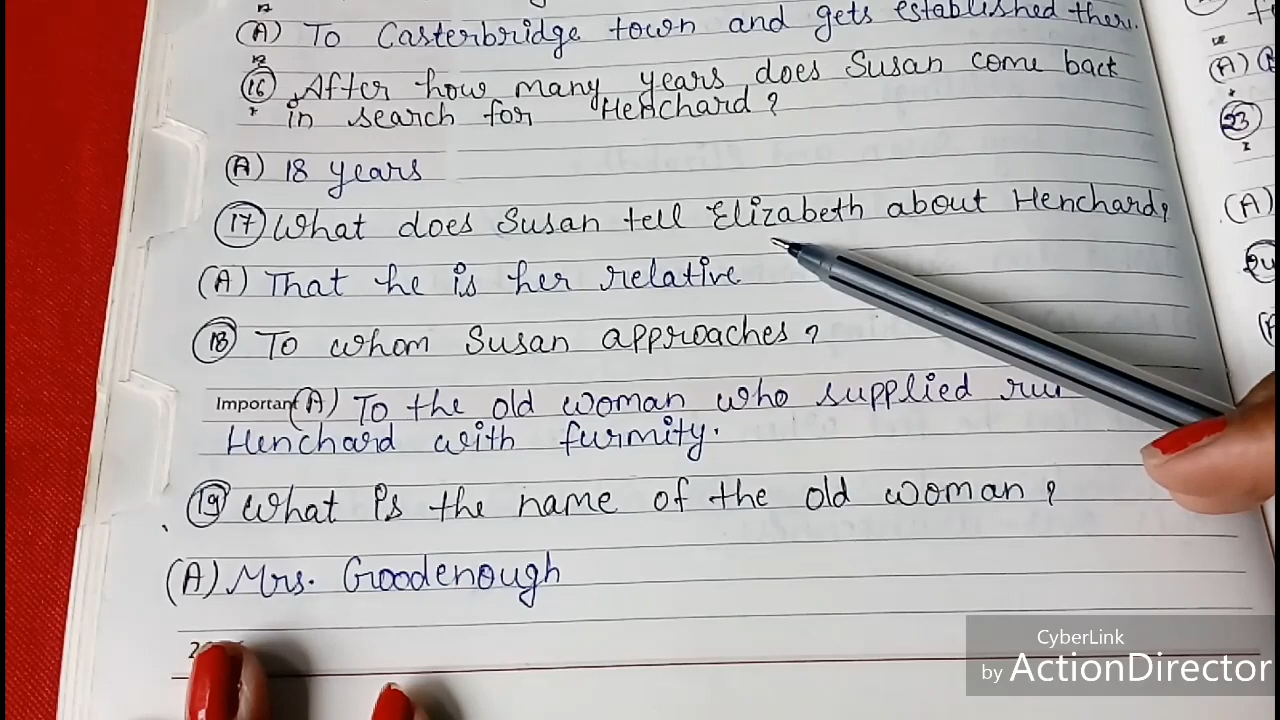 (A) To Casterbridge town and gets established there.
(16) After how many years does Susan come back
in search for Henchard?
(A) 18 years
(17) What does Susan tell Elizabeth about Henchard?
(A) That he is her relative
(18) To whom Susan approaches?
Important (A) To the old woman who supplied
Henchard with furmity.
(19) What is the name of the old woman?
(A) Mrs. Goodenough
(A)
(23)
(A)
CyberLink
by ActionDirector